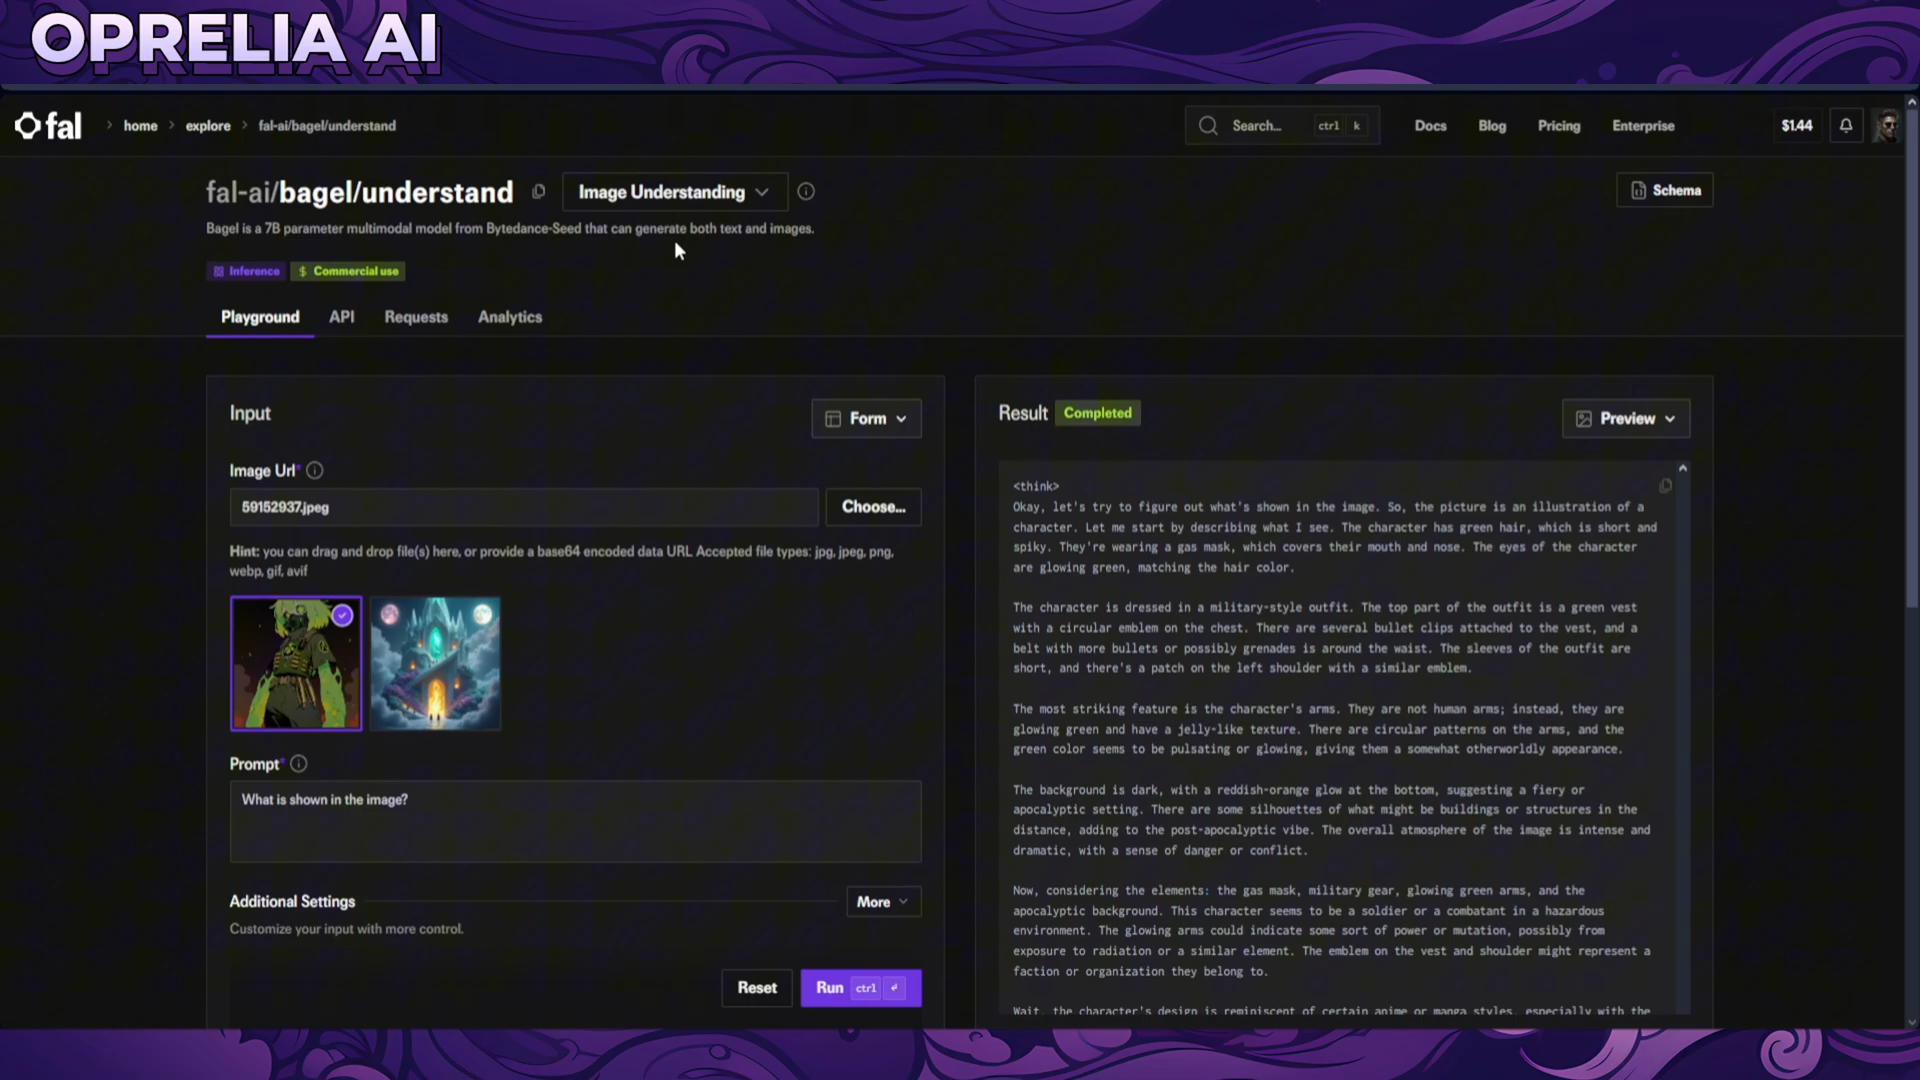 OPRELIA AI
fal > home > explore > fal-ai/bagel/understand
Search... ctrl k
Docs Blog Pricing Enterprise
$1.44
fal-ai/bagel/understand
Image Understanding
Schema
Bagel is a 7B parameter multimodal model from Bytedance-Seed that can generate both text and images.
Inference $ Commercial use
Playground API Requests Analytics
Input
Form
Image Url*
59152937.jpeg
Choose...
Hint: you can drag and drop file(s) here, or provide a base64 encoded data URL Accepted file types: jpg, jpeg, png,
webp, gif, avif
Prompt*
What is shown in the image?
Additional Settings
More
Customize your input with more control.
Reset
Run ctrl
Result Completed
Preview
<think>
Okay, let's try to figure out what's shown in the image. So, the picture is an illustration of a
character. Let me start by describing what I see. The character has green hair, which is short and
spiky. They're wearing a gas mask, which covers their mouth and nose. The eyes of the character
are glowing green, matching the hair color.
The character is dressed in a military-style outfit. The top part of the outfit is a green vest
with a circular emblem on the chest. There are several bullet clips attached to the vest, and a
belt with more bullets or possibly grenades is around the waist. The sleeves of the outfit are
short, and there's a patch on the left shoulder with a similar emblem.
The most striking feature is the character's arms. They are not human arms; instead, they are
glowing green and have a jelly-like texture. There are circular patterns on the arms, and the
green color seems to be pulsating or glowing, giving them a somewhat otherworldly appearance.
The background is dark, with a reddish-orange glow at the bottom, suggesting a fiery or
apocalyptic setting. There are some silhouettes of what might be buildings or structures in the
distance, adding to the post-apocalyptic vibe. The overall atmosphere of the image is intense and
dramatic, with a sense of danger or conflict.
Now, considering the elements: the gas mask, military gear, glowing green arms, and the
apocalyptic background. This character seems to be a soldier or a combatant in a hazardous
environment. The glowing arms could indicate some sort of power or mutation, possibly from
exposure to radiation or a similar element. The emblem on the vest and shoulder might represent a
faction or organization they belong to.
Wait, the character's design is reminiscent of certain anime or manga styles, especially with the